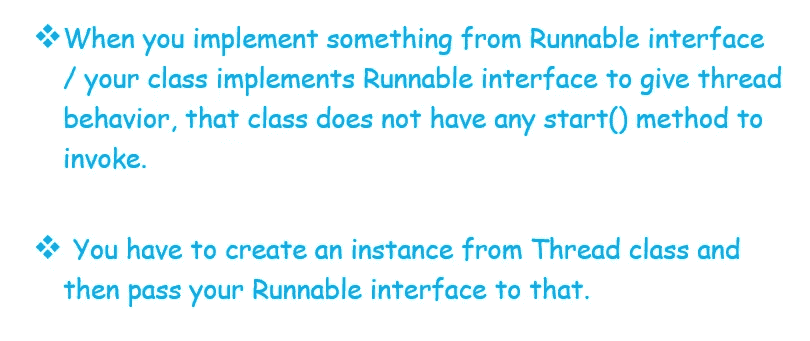 ❖When you implement something from Runnable interface
/ your class implements Runnable interface to give thread
behavior, that class does not have any start() method to
invoke.
❖ You have to create an instance from Thread class and
then pass your Runnable interface to that.